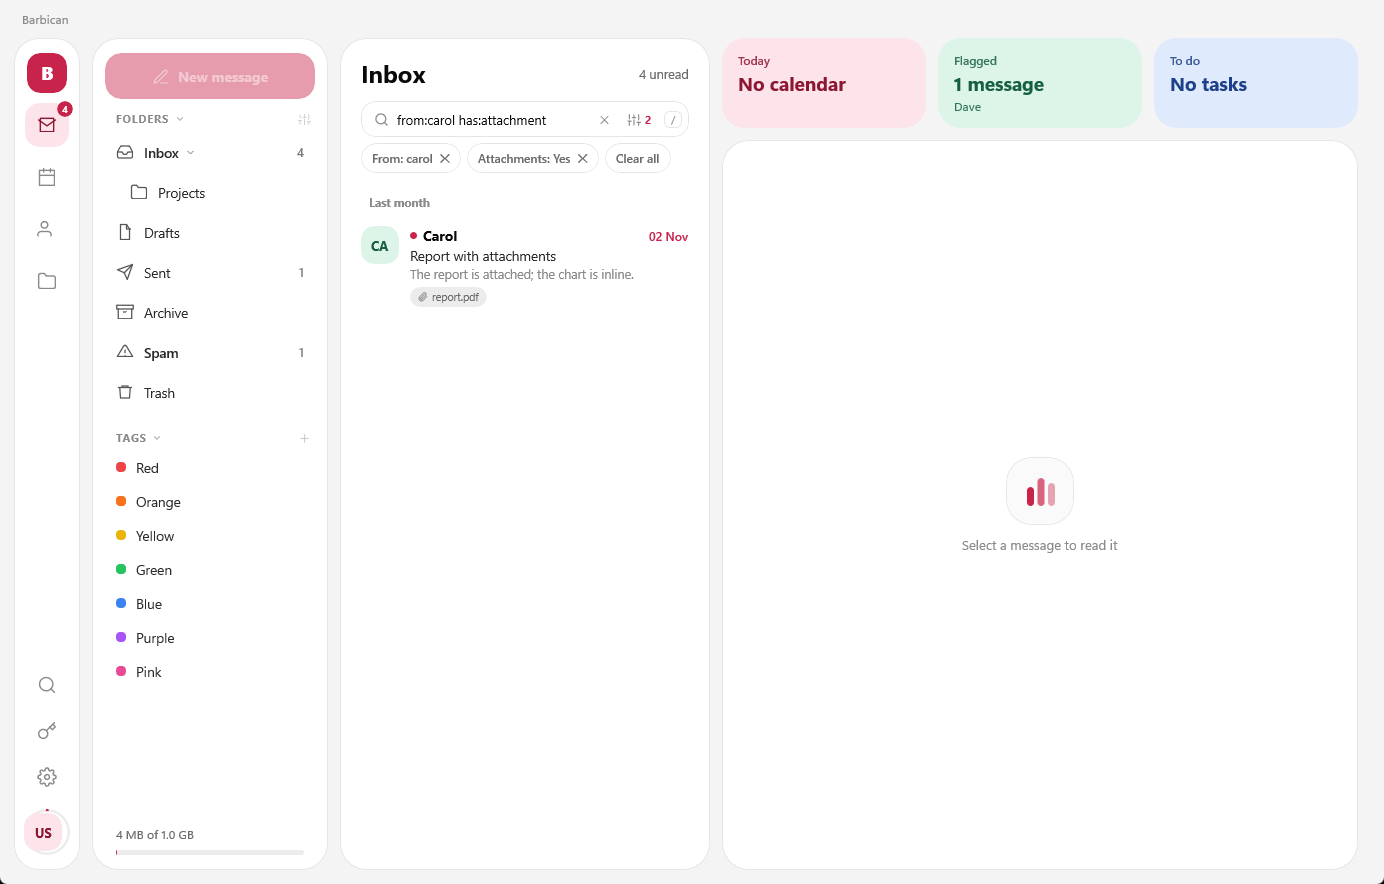 Barbican
B
4
New message
FOLDERS
Inbox 4
Projects
Drafts
Sent 1
Archive
Spam 1
Trash
TAGS
Red
Orange
Yellow
Green
Blue
Purple
Pink
4 MB of 1.0 GB
US
Inbox
4 unread
from:carol has:attachment
2
/
From: carol
Attachments: Yes
Clear all
Last month
CA
Carol
02 Nov
Report with attachments
The report is attached; the chart is inline.
report.pdf
Today
No calendar
Flagged
1 message
Dave
To do
No tasks
Select a message to read it